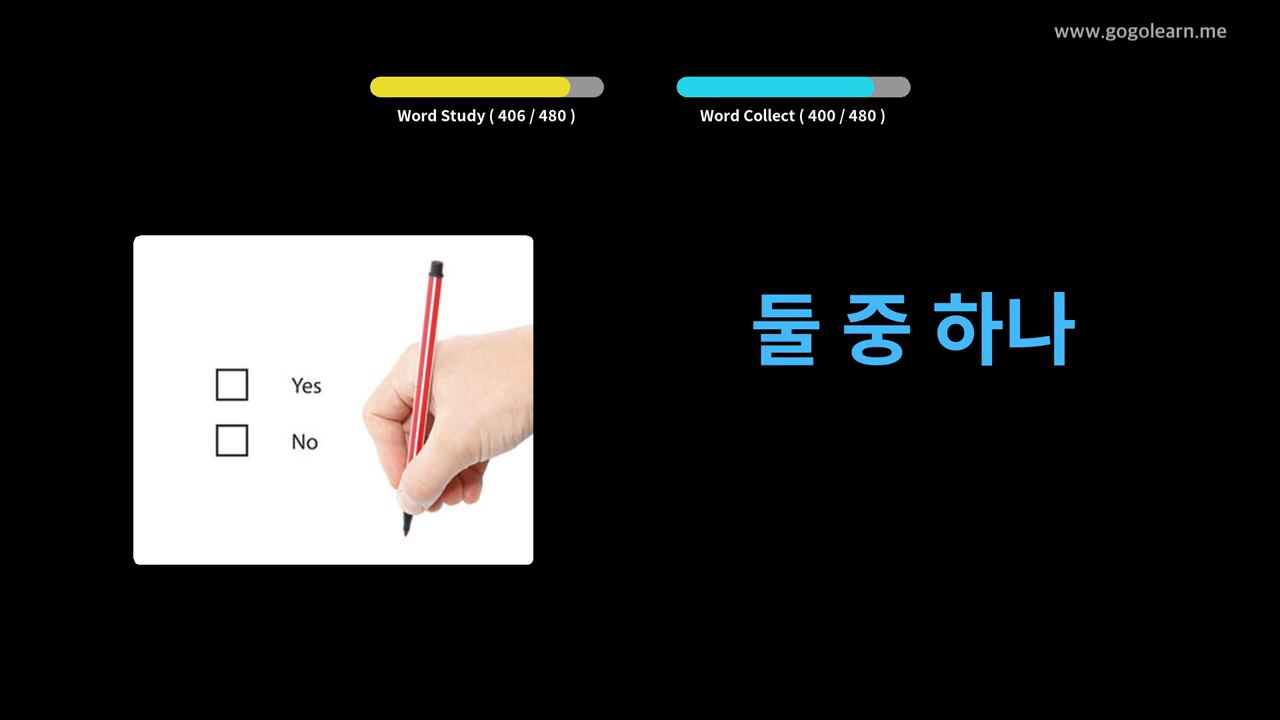 www.gogolearn.me
Word Study ( 406 / 480 )
Word Collect ( 400 / 480 )
Yes
No
둘 중 하나